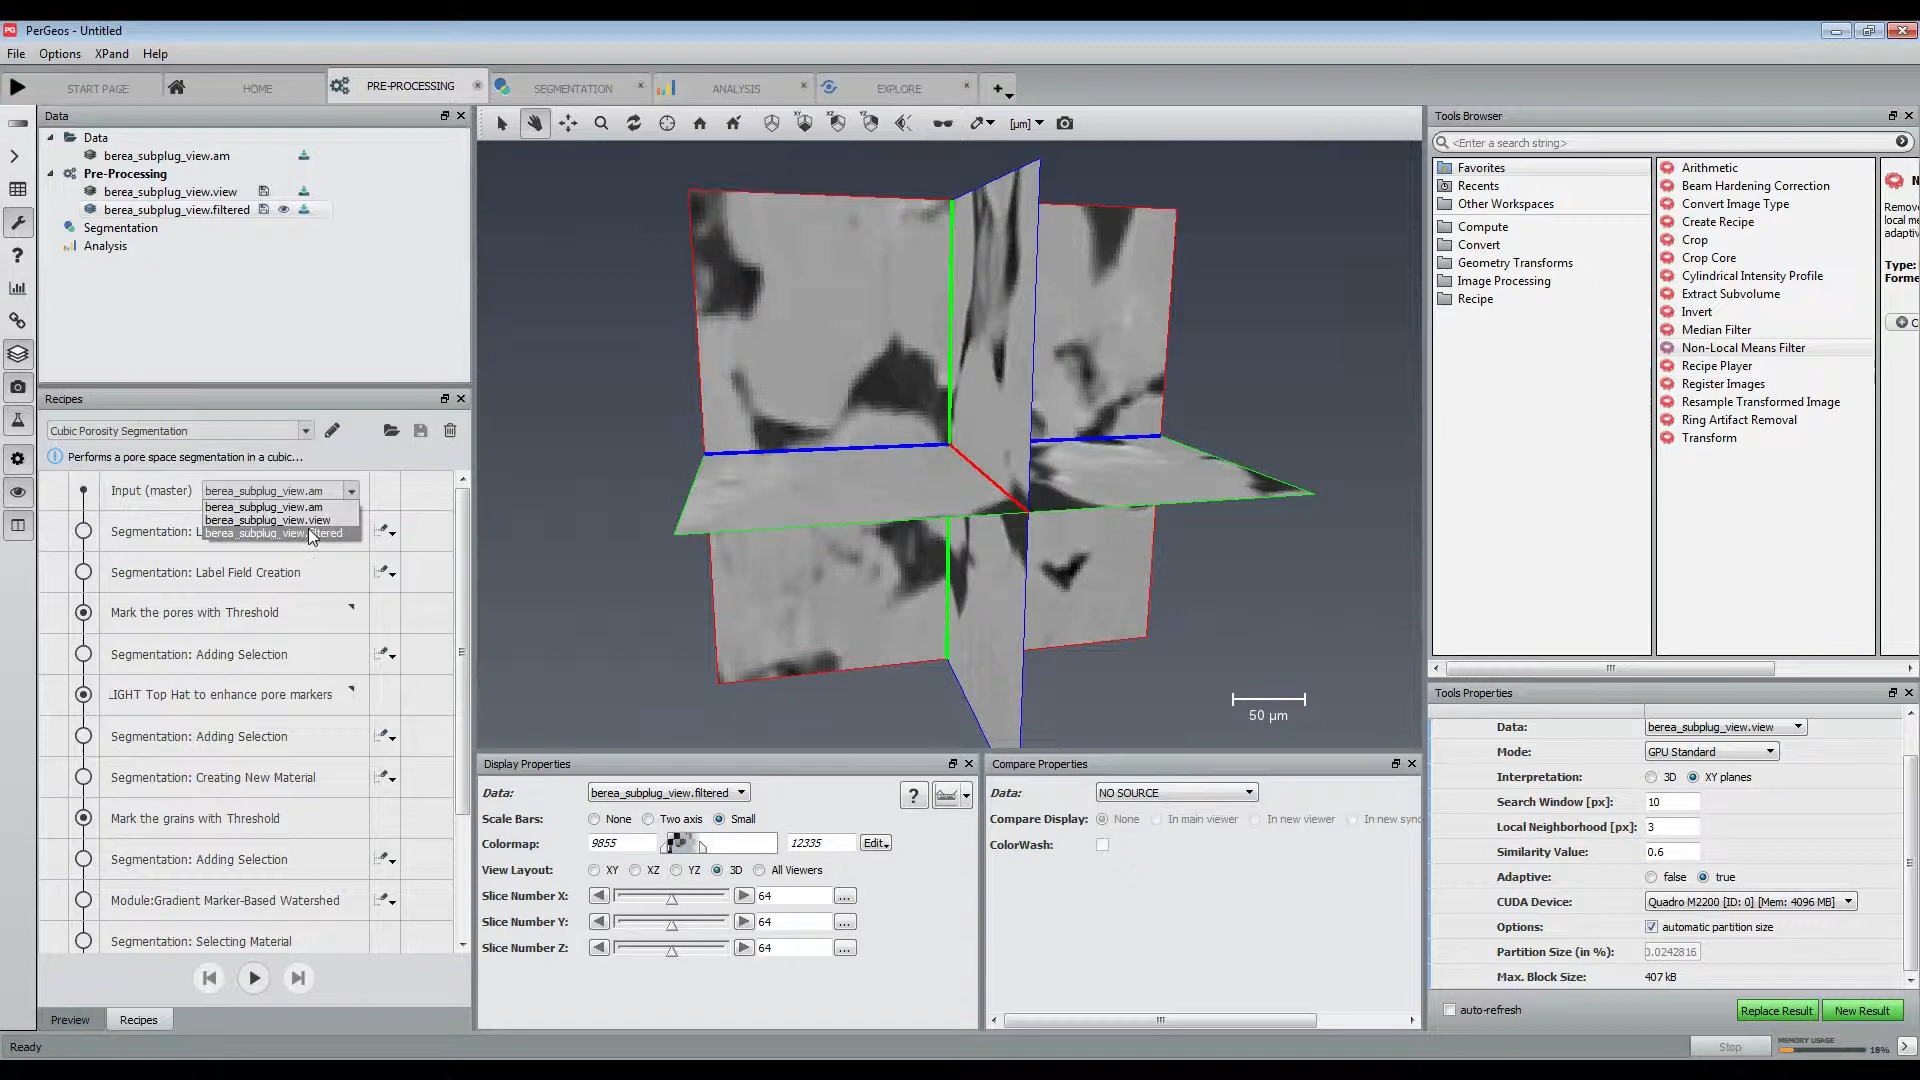 PerGeos - Untitled
File Options XPand Help
START PAGE HOME PRE-PROCESSING SEGMENTATION ANALYSIS EXPLORE
Data
Data
berea_subplug_view.am
Pre-Processing
berea_subplug_view.view
berea_subplug_view.filtered
Segmentation
Analysis
Recipes
Cubic Porosity Segmentation
Performs a pore space segmentation in a cubic...
Input (master) berea_subplug_view.am
berea_subplug_view.am
berea_subplug_view.view
Segmentation:
Segmentation: Label Field Creation
Mark the pores with Threshold
Segmentation: Adding Selection
Top Hat to enhance pore markers
Segmentation: Adding Selection
Segmentation: Creating New Material
Mark the grains with Threshold
Segmentation: Adding Selection
Module:Gradient Marker-Based Watershed
Segmentation: Selecting Material
Preview Recipes
Ready
[µm]
50 µm
Display Properties
Data: berea_subplug_view.filtered
Scale Bars: None Two axis Small
Colormap: 9855 12335 Edit
View Layout: XY XZ YZ 3D All Viewers
Slice Number X: 64 ...
Slice Number Y: 64 ...
Slice Number Z: 64 ...
Compare Properties
Data: NO SOURCE
Compare Display: None In main viewer In new viewer In new sync
ColorWash:
Tools Browser
<Enter a search string>
Favorites
Recents
Other Workspaces
Compute
Convert
Geometry Transforms
Image Processing
Recipe
Arithmetic
Beam Hardening Correction
Convert Image Type
Create Recipe
Crop
Crop Core
Cylindrical Intensity Profile
Extract Subvolume
Invert
Median Filter
Non-Local Means Filter
Recipe Player
Register Images
Resample Transformed Image
Ring Artifact Removal
Transform
N
Remove
local me
adaptiv
Type:
Forme
Tools Properties
Data: berea_subplug_view.view
Mode: GPU Standard
Interpretation: 3D XY planes
Search Window [px]: 10
Local Neighborhood [px]: 3
Similarity Value: 0.6
Adaptive: false true
CUDA Device: Quadro M2200 [ID: 0] [Mem: 4096 MB]
Options: automatic partition size
Partition Size (in %): 0.0242816
Max. Block Size: 407 kB
auto-refresh Replace Result New Result
Stop MEMORY USAGE 18%